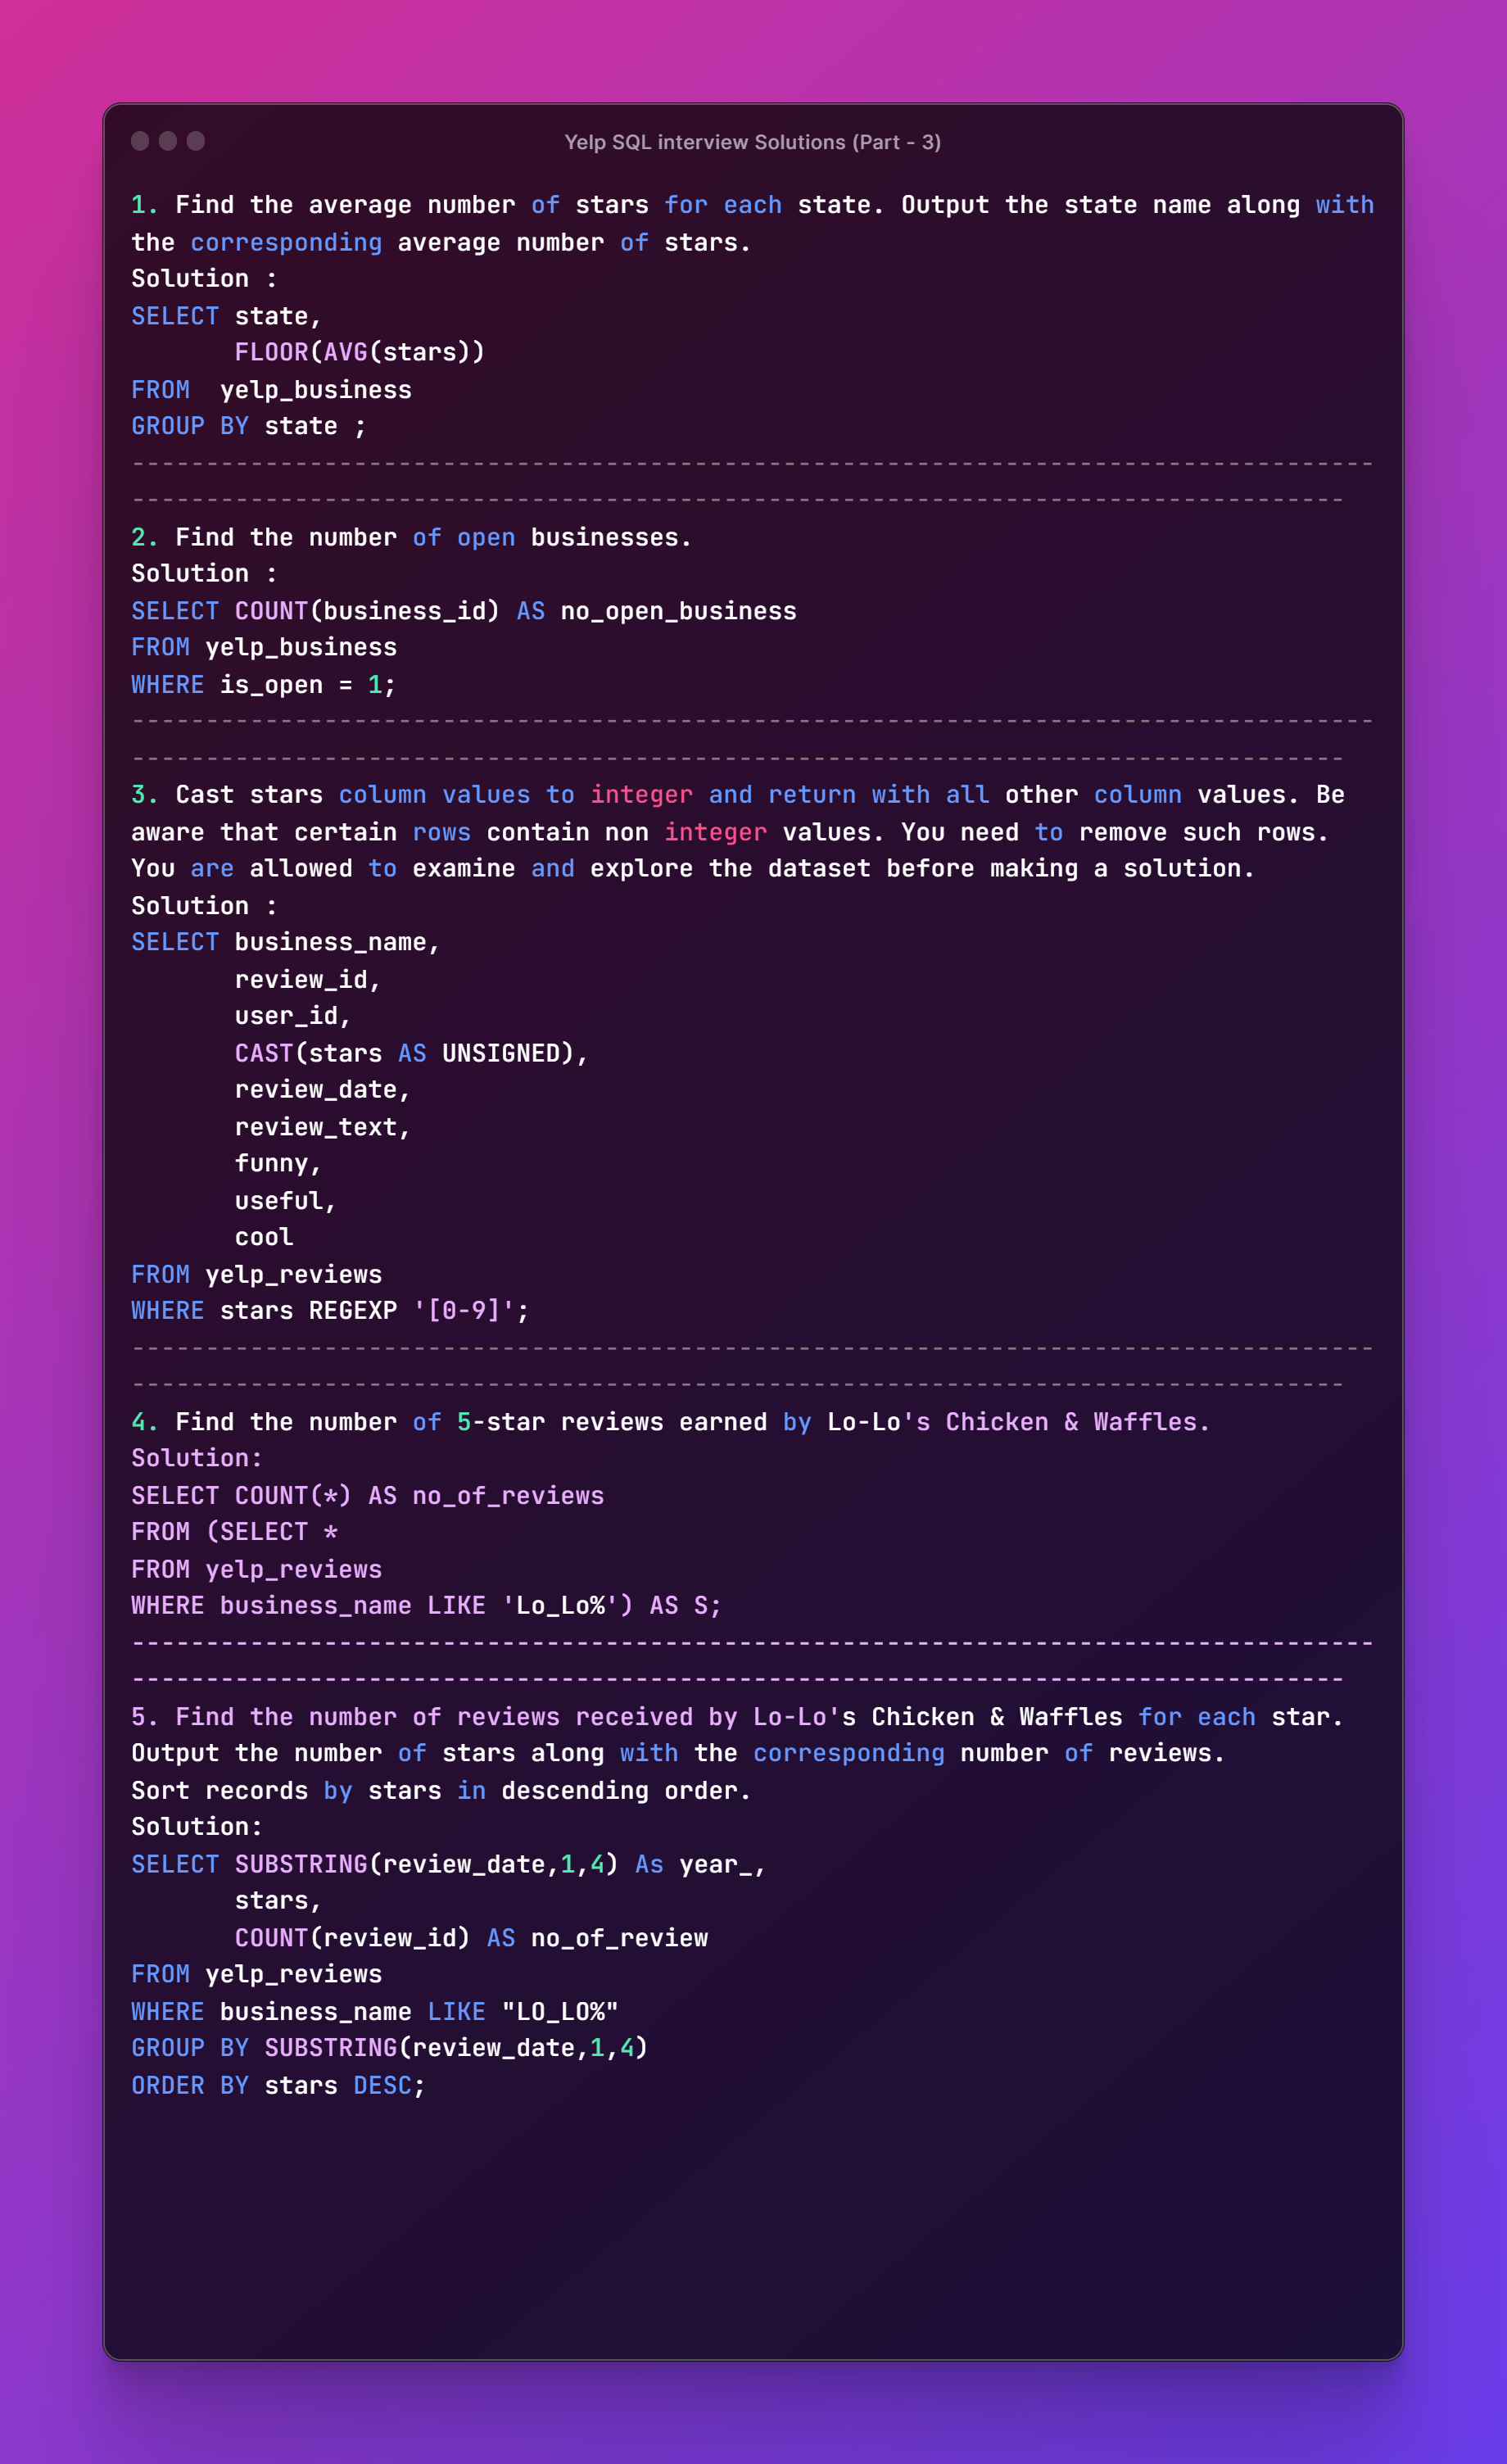 Yelp SQL interview Solutions (Part - 3)
1. Find the average number of stars for each state. Output the state name along with
the corresponding average number of stars.
Solution :
SELECT state,
       FLOOR(AVG(stars))
FROM  yelp_business
GROUP BY state ;
------------------------------------------------------------------------------------
----------------------------------------------------------------------------------
2. Find the number of open businesses.
Solution :
SELECT COUNT(business_id) AS no_open_business
FROM yelp_business
WHERE is_open = 1;
------------------------------------------------------------------------------------
----------------------------------------------------------------------------------
3. Cast stars column values to integer and return with all other column values. Be
aware that certain rows contain non integer values. You need to remove such rows.
You are allowed to examine and explore the dataset before making a solution.
Solution :
SELECT business_name,
       review_id,
       user_id,
       CAST(stars AS UNSIGNED),
       review_date,
       review_text,
       funny,
       useful,
       cool
FROM yelp_reviews
WHERE stars REGEXP '[0-9]';
------------------------------------------------------------------------------------
----------------------------------------------------------------------------------
4. Find the number of 5-star reviews earned by Lo-Lo's Chicken & Waffles.
Solution:
SELECT COUNT(*) AS no_of_reviews
FROM (SELECT *
FROM yelp_reviews
WHERE business_name LIKE 'Lo_Lo%') AS S;
------------------------------------------------------------------------------------
----------------------------------------------------------------------------------
5. Find the number of reviews received by Lo-Lo's Chicken & Waffles for each star.
Output the number of stars along with the corresponding number of reviews.
Sort records by stars in descending order.
Solution:
SELECT SUBSTRING(review_date,1,4) As year_,
       stars,
       COUNT(review_id) AS no_of_review
FROM yelp_reviews
WHERE business_name LIKE "LO_LO%"
GROUP BY SUBSTRING(review_date,1,4)
ORDER BY stars DESC;